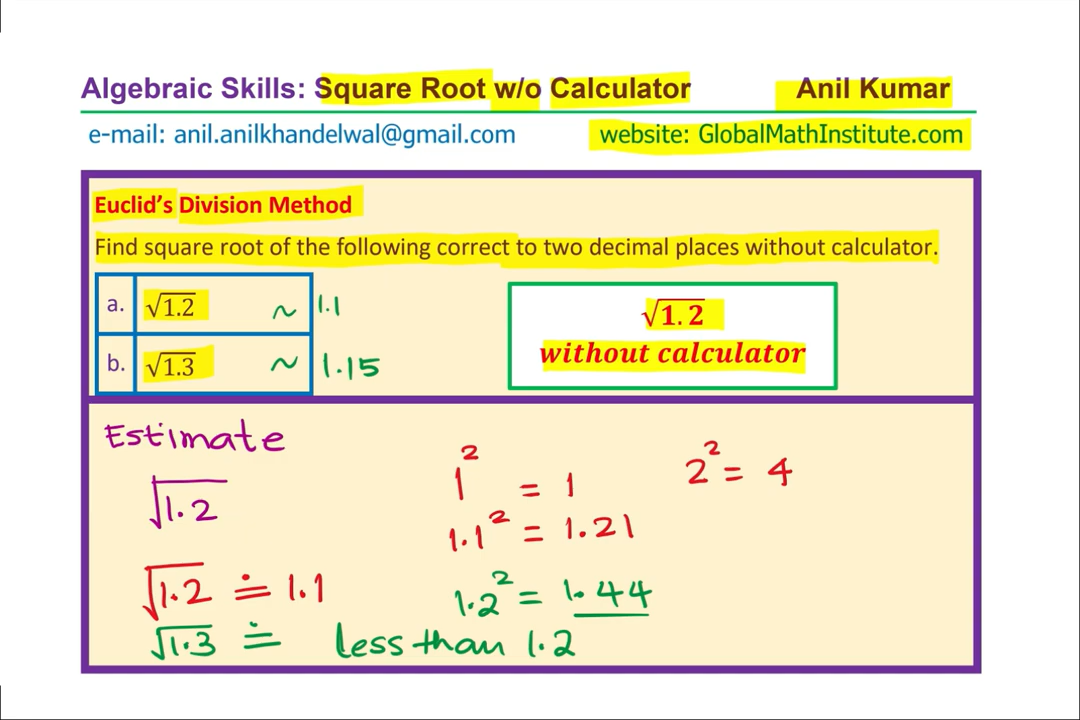 Algebraic Skills: Square Root w/o Calculator Anil Kumar
e-mail: anil.anilkhandelwal@gmail.com website: GlobalMathInstitute.com
Euclid's Division Method
Find square root of the following correct to two decimal places without calculator.
a. √1.2 ~ 1.1
b. √1.3 ~ 1.15
√1.2
without calculator
Estimate
√1.2
1² = 1 2² = 4
1.1² = 1.21
√1.2 ≐ 1.1 1.2² = 1.44
√1.3 ≐ less than 1.2